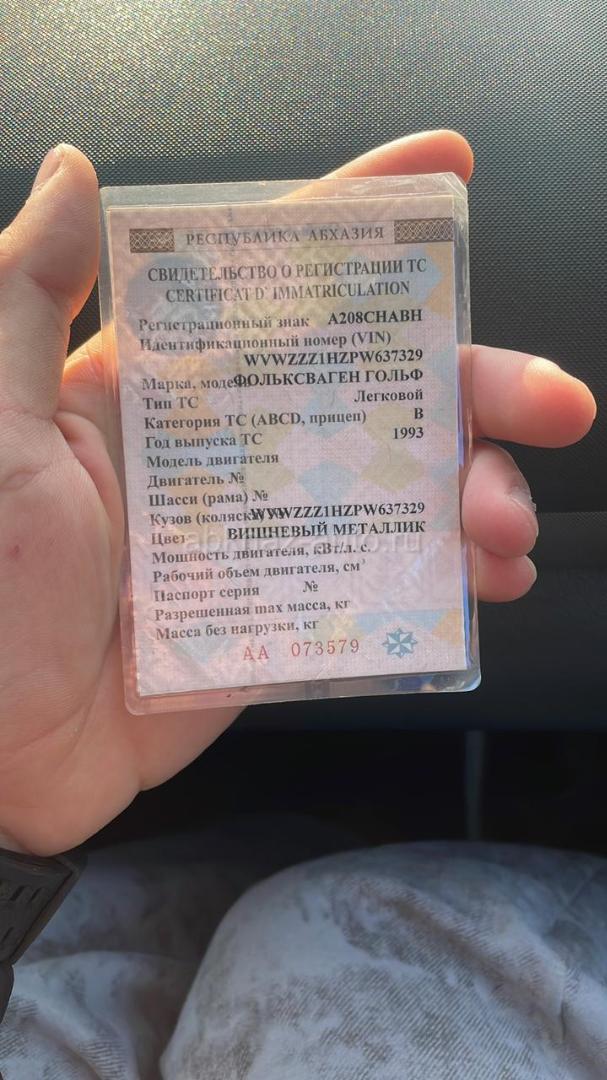 РЕСПУБЛИКА АБХАЗИЯ
СВИДЕТЕЛЬСТВО О РЕГИСТРАЦИИ ТС
CERTIFICAT D' IMMATRICULATION
Регистрационный знак А208СНАВН
Идентификационный номер (VIN)
WVWZZZ1HZPW637329
Марка, модель ФОЛЬКСВАГЕН ГОЛЬФ
Тип ТС Легковой
Категория ТС (ABCD, прицеп) В
Год выпуска ТС 1993
Модель двигателя
Двигатель №
Шасси (рама) №
Кузов (коляска) WVWZZZ1HZPW637329
Цвет ВИШНЕВЫЙ МЕТАЛЛИК
Мощность двигателя, кВт/л. с.
Рабочий объем двигателя, см³
Паспорт серия №
Разрешенная max масса, кг
Масса без нагрузки, кг
АА 073579